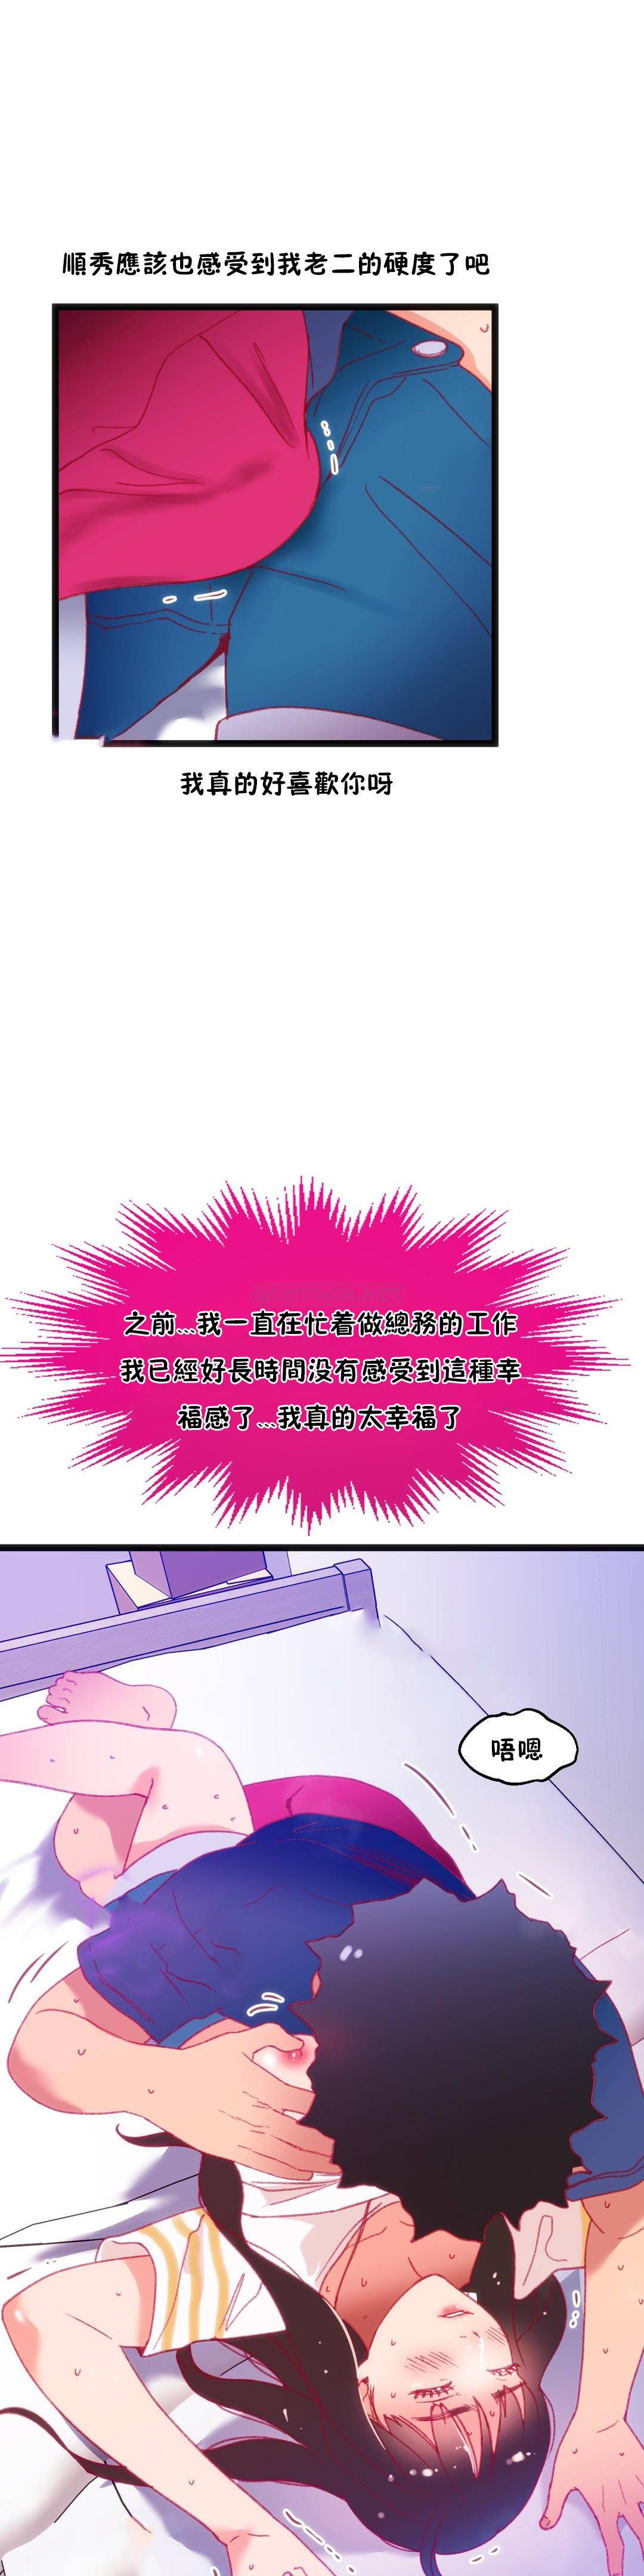 順秀應該也感受到我老二的硬度了吧
我真的好喜歡你呀
之前...我一直在忙着做總務的工作
我已經好長時間没有感受到這種幸
福感了...我真的太幸福了
唔嗯